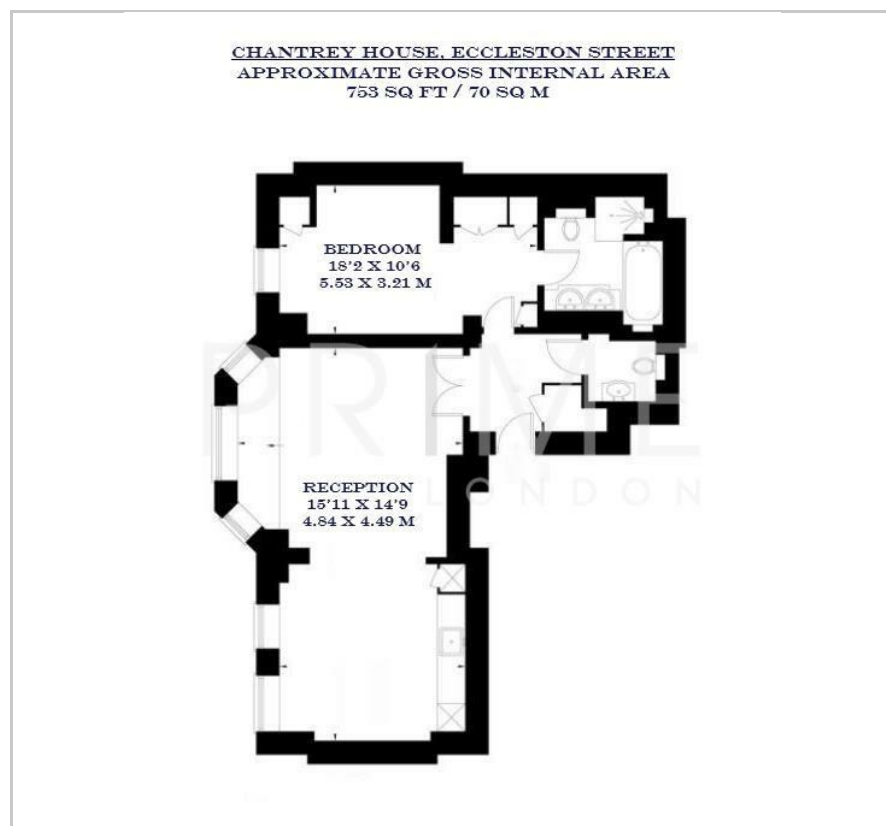 CHANTREY HOUSE, ECCLESTON STREET
APPROXIMATE GROSS INTERNAL AREA
753 SQ FT / 70 SQ M
BEDROOM
18'2 X 10'6
5.53 X 3.21 M
PRIME
LONDON
RECEPTION
15'11 X 14'9
4.84 X 4.49 M